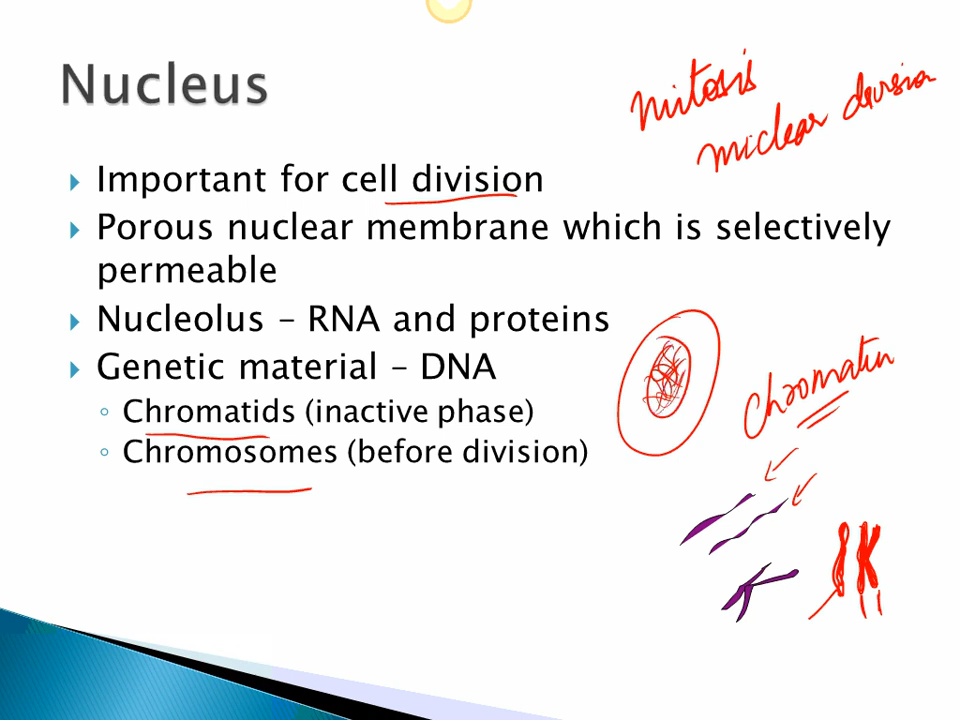 Nucleus
mitosis
nuclear division
Important for cell division
Porous nuclear membrane which is selectively
permeable
Nucleolus – RNA and proteins
Genetic material – DNA
Chromatids (inactive phase)
Chromosomes (before division)
Chromatin